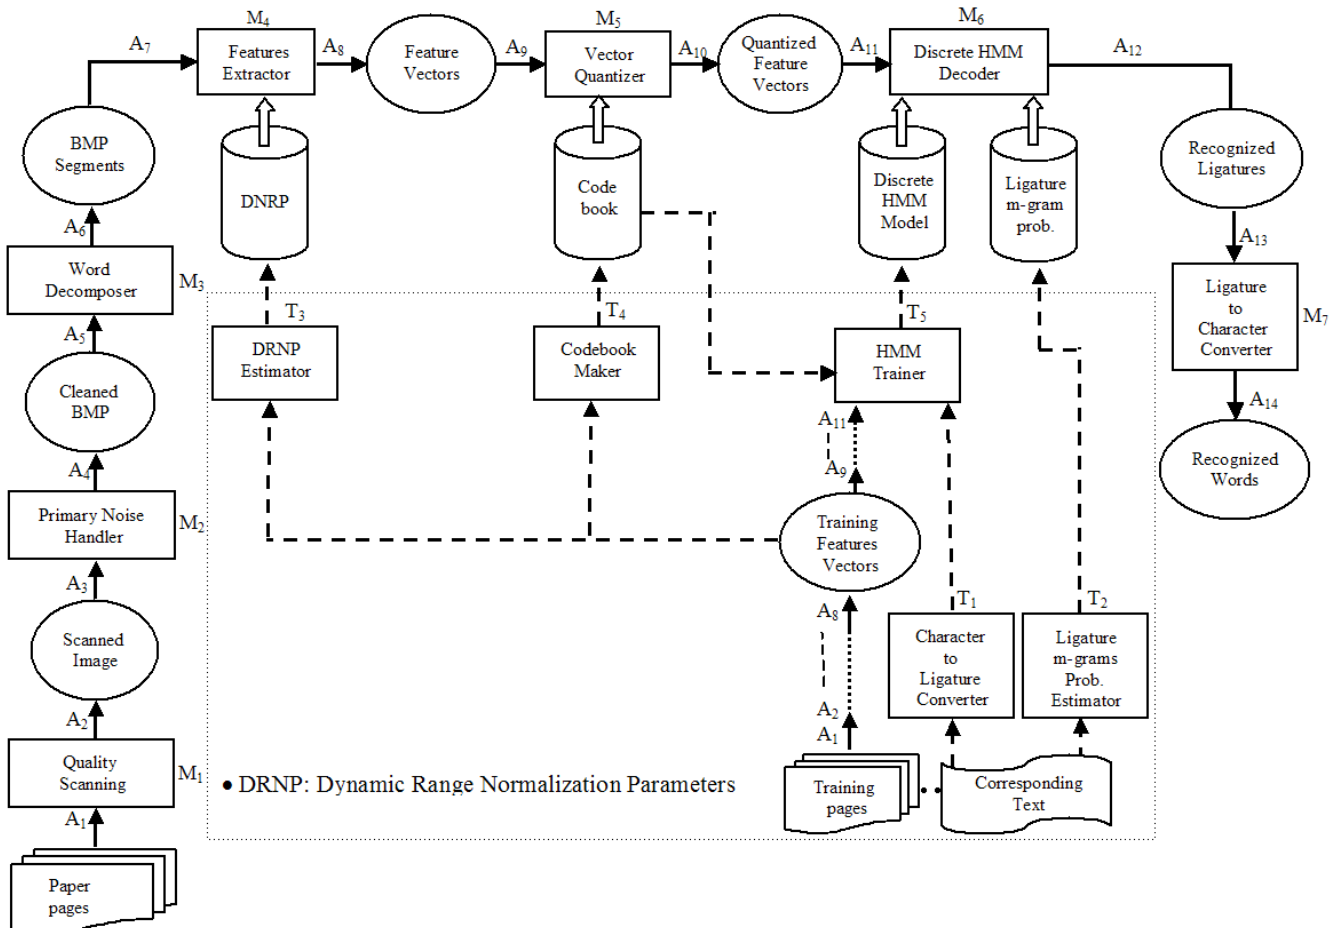 M4
Features
Extractor
A7
A8
Feature
Vectors
A9
M5
Vector
Quantizer
A10
Quantized
Feature
Vectors
A11
M6
Discrete HMM
Decoder
A12
BMP
Segments
DNRP
Code
book
Discrete
HMM
Model
Ligature
m-gram
prob.
Recognized
Ligatures
A6
A13
Word
Decomposer
M3
Ligature
to
Character
Converter
M7
A5
T3
DRNP
Estimator
T4
Codebook
Maker
T5
HMM
Trainer
Cleaned
BMP
A14
Recognized
Words
A4
A11
A9
Primary Noise
Handler
M2
Training
Features
Vectors
A3
A8
T1
T2
Scanned
Image
Character
to
Ligature
Converter
Ligature
m-grams
Prob.
Estimator
A2
A2
A1
Quality
Scanning
M1
• DRNP: Dynamic Range Normalization Parameters
Training
pages
Corresponding
Text
A1
Paper
pages